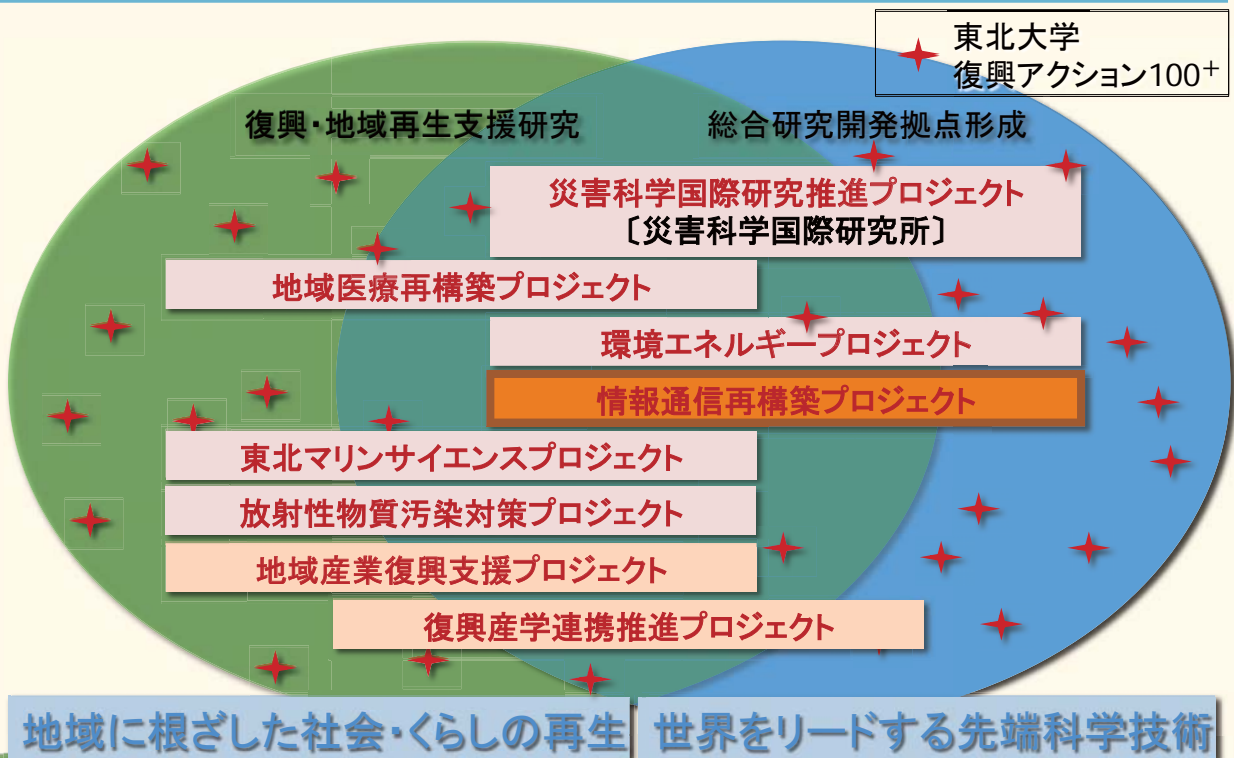 東北大学
復興アクション100+
復興・地域再生支援研究
総合研究開発拠点形成
災害科学国際研究推進プロジェクト
〔災害科学国際研究所〕
地域医療再構築プロジェクト
環境エネルギープロジェクト
情報通信再構築プロジェクト
東北マリンサイエンスプロジェクト
放射性物質汚染対策プロジェクト
地域産業復興支援プロジェクト
復興産学連携推進プロジェクト
地域に根ざした社会・くらしの再生
世界をリードする先端科学技術